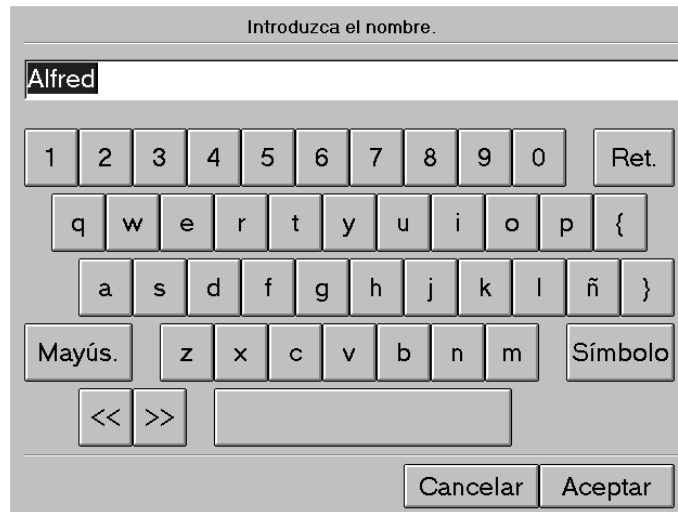 Introduzca el nombre.
Alfred
1 2 3 4 5 6 7 8 9 0 Ret.
q w e r t y u i o p {
a s d f g h j k l ñ }
Mayús. z x c v b n m Símbolo
<< >>
Cancelar Aceptar